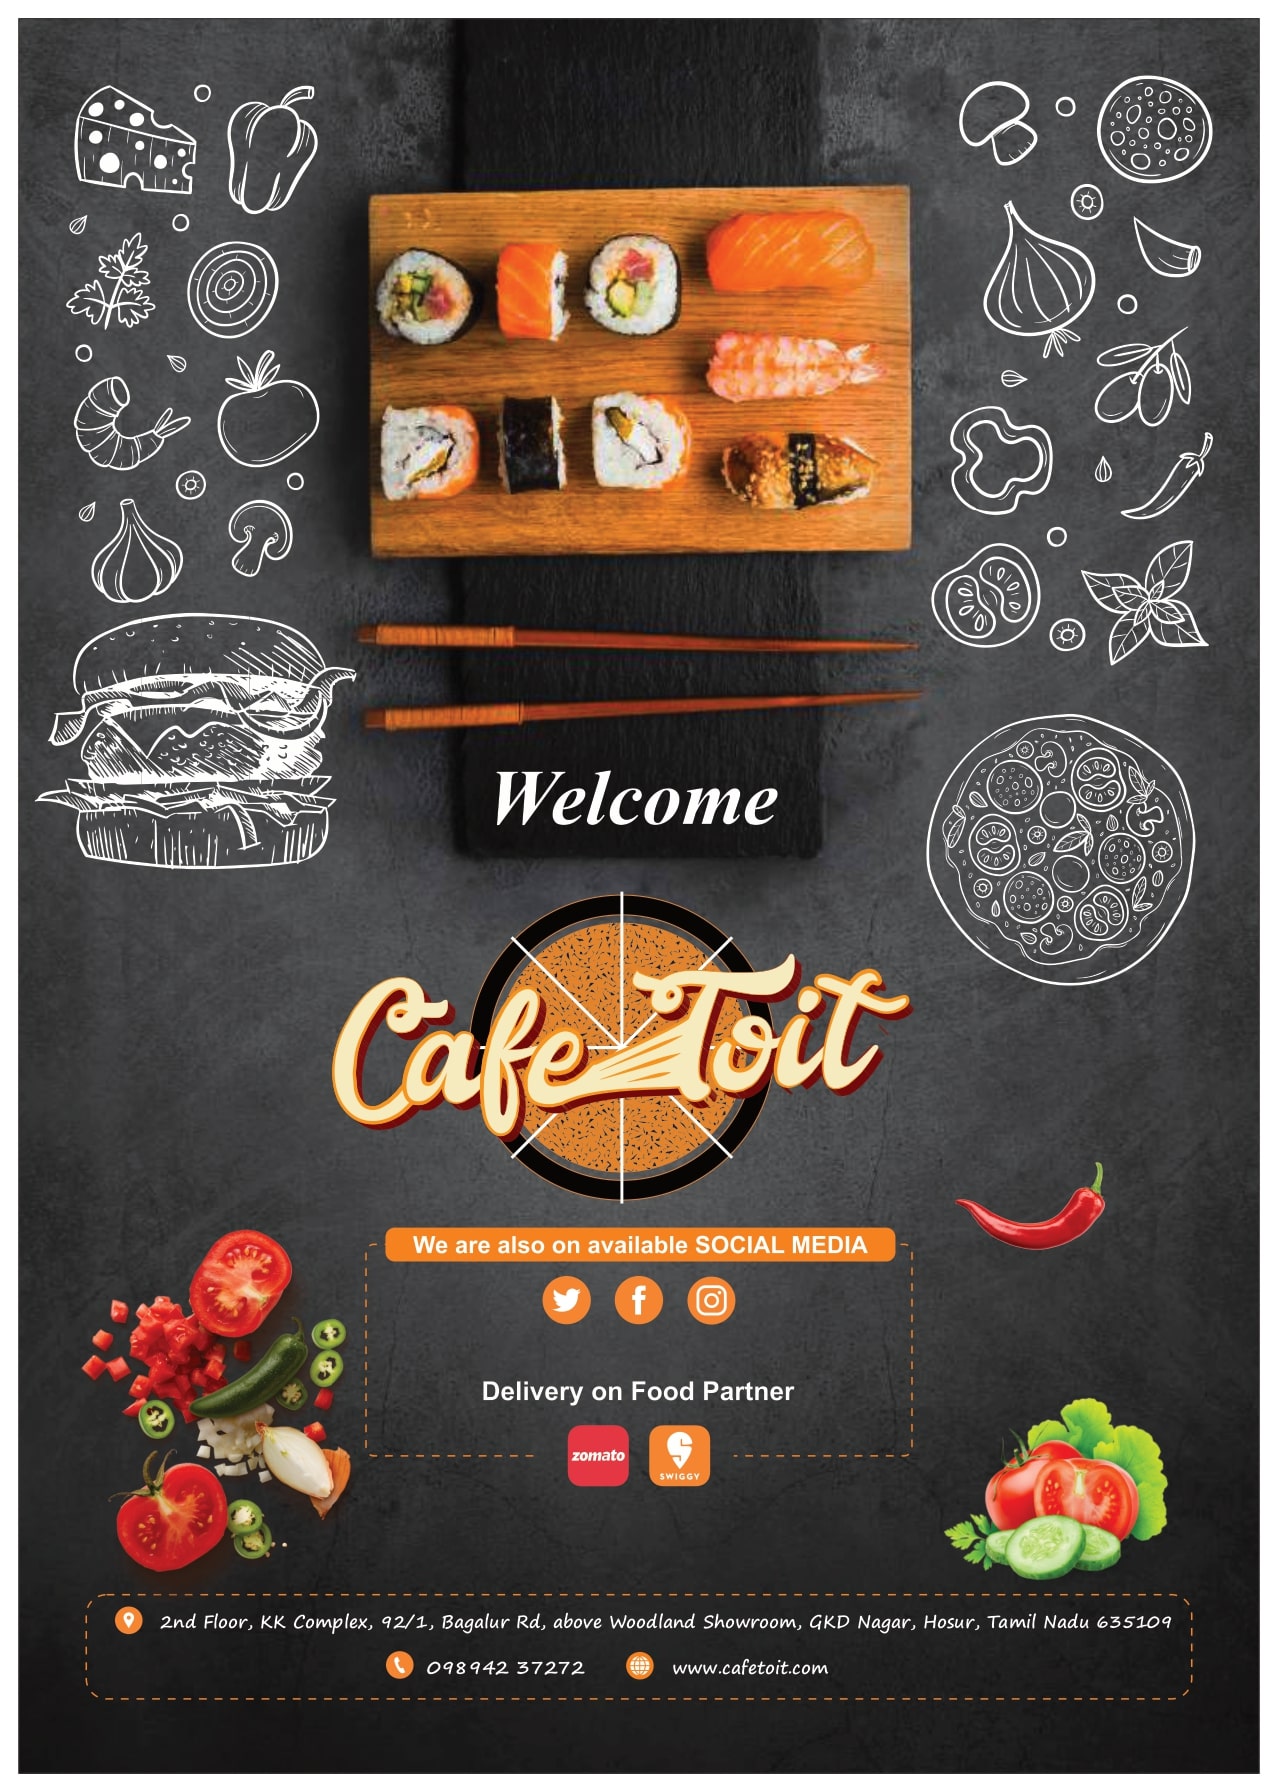 Welcome
Cafe Toit
We are also on available SOCIAL MEDIA
Delivery on Food Partner
zomato
SWIGGY
2nd Floor, KK Complex, 92/1, Bagalur Rd, above Woodland Showroom, GKD Nagar, Hosur, Tamil Nadu 635109
098942 37272
www.cafetoit.com